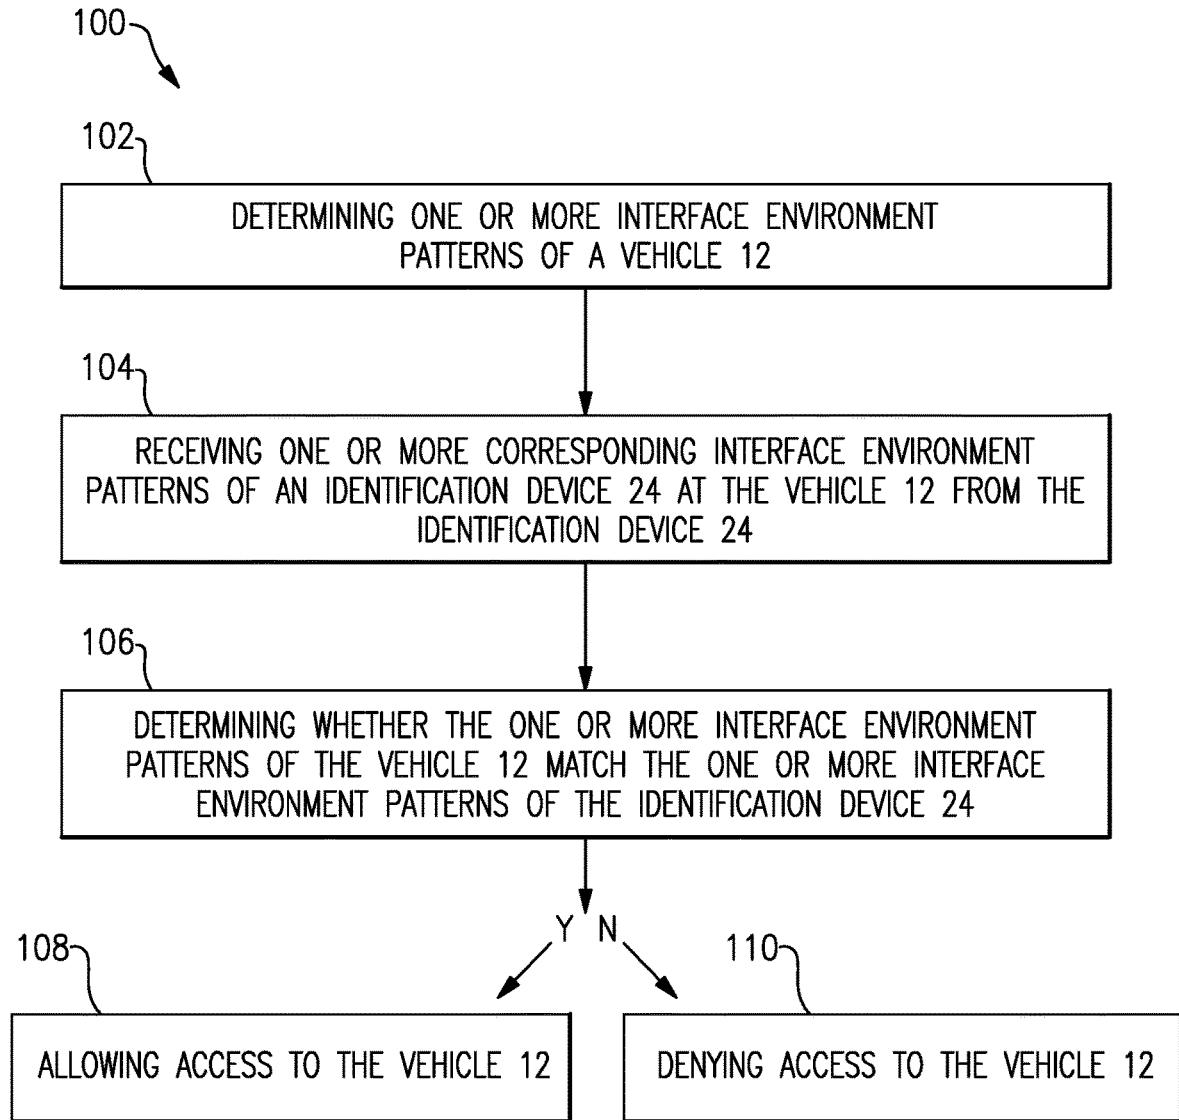 100
102
DETERMINING ONE OR MORE INTERFACE ENVIRONMENT
PATTERNS OF A VEHICLE 12
104
RECEIVING ONE OR MORE CORRESPONDING INTERFACE ENVIRONMENT
PATTERNS OF AN IDENTIFICATION DEVICE 24 AT THE VEHICLE 12 FROM THE
IDENTIFICATION DEVICE 24
106
DETERMINING WHETHER THE ONE OR MORE INTERFACE ENVIRONMENT
PATTERNS OF THE VEHICLE 12 MATCH THE ONE OR MORE INTERFACE
ENVIRONMENT PATTERNS OF THE IDENTIFICATION DEVICE 24
Y N
108
ALLOWING ACCESS TO THE VEHICLE 12
110
DENYING ACCESS TO THE VEHICLE 12